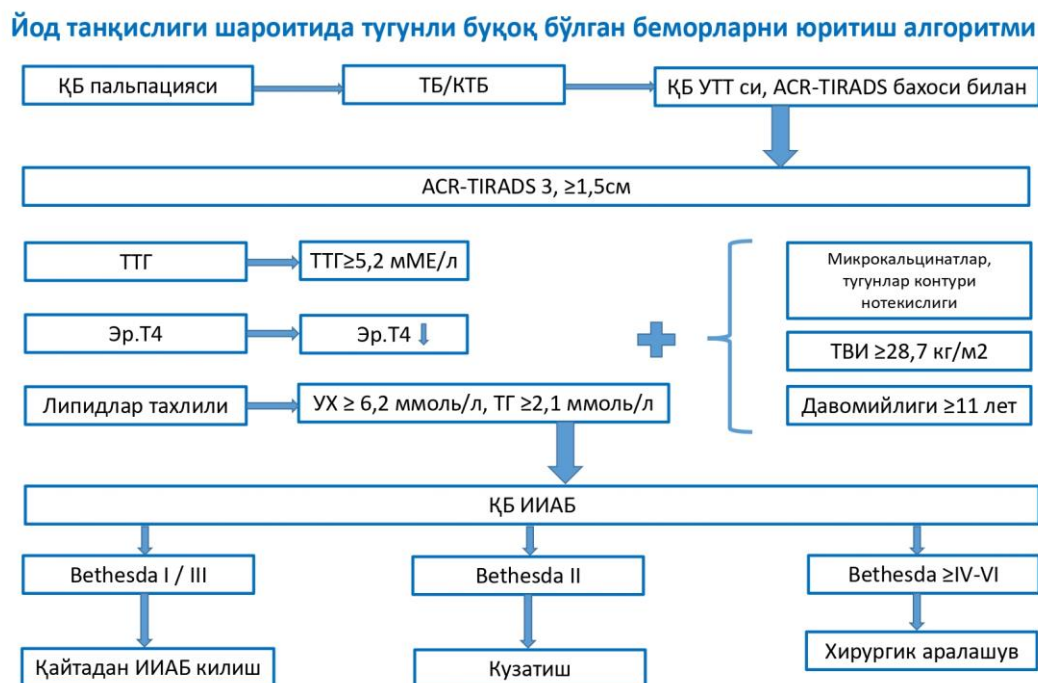 Йод танқислиги шароитида тугунли буқоқ бўлган беморларни юритиш алгоритми
ҚБ пальпацияси
ТБ/КТБ
ҚБ УТТ си, ACR-TIRADS бахоси билан
ACR-TIRADS 3, ≥1,5см
ТТГ
ТТГ≥5,2 мМЕ/л
Эр.Т4
Эр.Т4
Липидлар тахлили
УХ ≥ 6,2 ммоль/л, ТГ ≥2,1 ммоль/л
Микрокальцинатлар,
тугунлар контури
нотекислиги
ТВИ ≥28,7 кг/м2
Давомийлиги ≥11 лет
ҚБ ИИАБ
Bethesda I / III
Bethesda II
Bethesda ≥IV-VI
Қайтадан ИИАБ килиш
Кузатиш
Хирургик аралашув